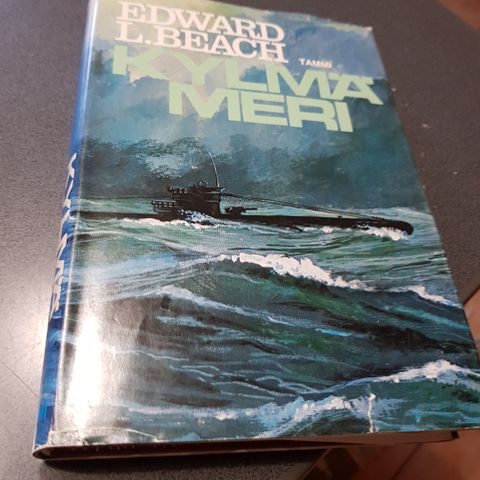 EDWARD
L. BEACH
TAMMI
KYLMÄ
MERI